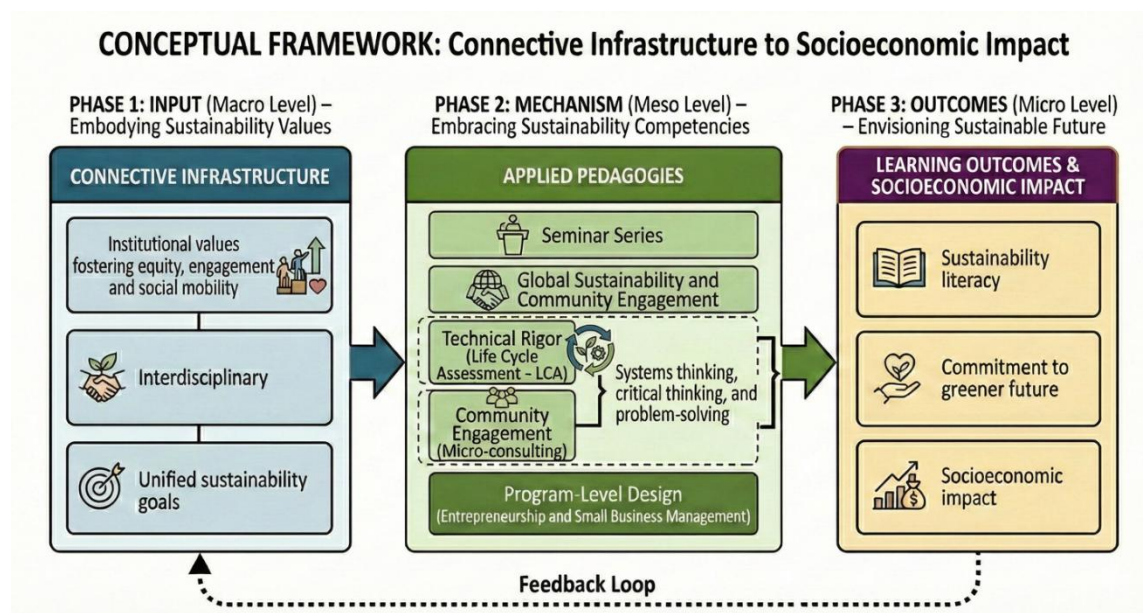 CONCEPTUAL FRAMEWORK: Connective Infrastructure to Socioeconomic Impact
PHASE 1: INPUT (Macro Level) –
Embodying Sustainability Values
CONNECTIVE INFRASTRUCTURE
Institutional values
fostering equity, engagement
and social mobility
Interdisciplinary
Unified sustainability
goals
PHASE 2: MECHANISM (Meso Level) –
Embracing Sustainability Competencies
APPLIED PEDAGOGIES
Seminar Series
Global Sustainability and
Community Engagement
Technical Rigor
(Life Cycle
Assessment – LCA)
Community
Engagement
(Micro-consulting)
Systems thinking,
critical thinking, and
problem-solving
Program-Level Design
(Entrepreneurship and Small Business Management)
PHASE 3: OUTCOMES (Micro Level)
– Envisioning Sustainable Future
LEARNING OUTCOMES &
SOCIOECONOMIC IMPACT
Sustainability
literacy
Commitment to
greener future
$
Socioeconomic
impact
Feedback Loop